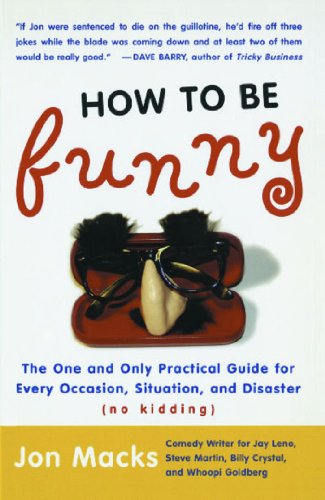 "If Jon were sentenced to die on the guillotine, he'd fire off three
jokes while the blade was coming down and at least two of them
would be really good." —DAVE BARRY, author of Tricky Business
HOW TO BE
funny
The One and Only Practical Guide for
Every Occasion, Situation, and Disaster
(no kidding)
Jon Macks
Comedy Writer for Jay Leno,
Steve Martin, Billy Crystal,
and Whoopi Goldberg